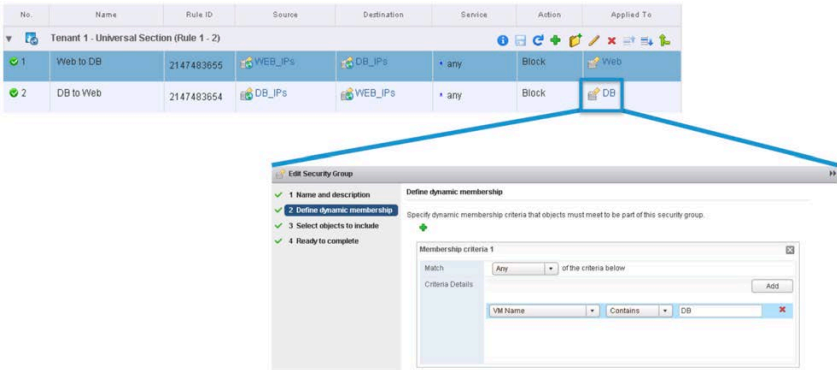 No. Name Rule ID Source Destination Service Action Applied To
Tenant 1 - Universal Section (Rule 1 - 2)
1 Web to DB 2147483655 WEB_IPs DB_IPs any Block Web
2 DB to Web 2147483654 DB_IPs WEB_IPs any Block DB
Edit Security Group
1 Name and description
2 Define dynamic membership
3 Select objects to include
4 Ready to complete
Define dynamic membership
Specify dynamic membership criteria that objects must meet to be part of this security group.
Membership criteria 1
Match Any of the criteria below
Criteria Details Add
VM Name Contains DB